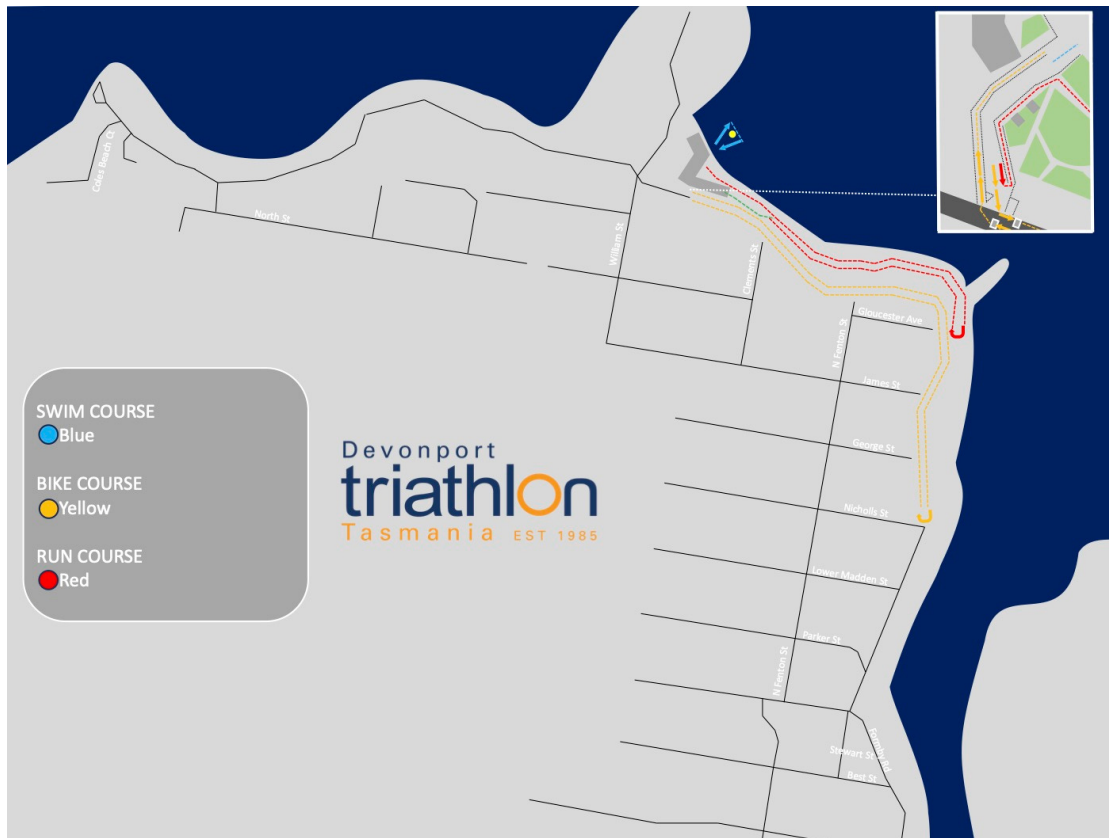 Coles Beach Ct
North St
William St
Clements St
Gloucester Ave
N Fenton St
James St
George St
Nicholls St
Lower Madden St
Parker St
N Fenton St
Formby Rd
Stewart St
Best St
SWIM COURSE
Blue
BIKE COURSE
Yellow
RUN COURSE
Red
Devonport
triathlon
Tasmania EST 1985